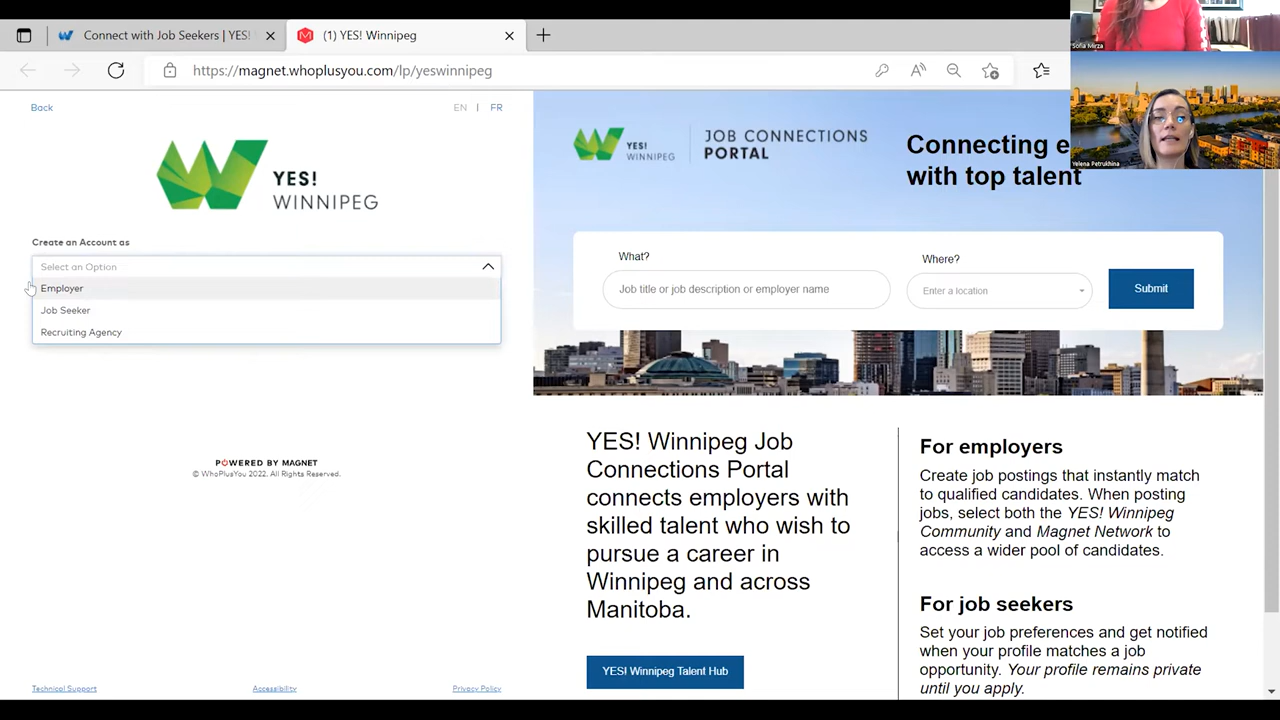 Connect with Job Seekers | YES!
(1) YES! Winnipeg
https://magnet.whoplusyou.com/lp/yeswinnipeg
Sofia Mirza
Yelena Petrukhina
Back
EN | FR
YES!
WINNIPEG
Create an Account as
Select an Option
Employer
Job Seeker
Recruiting Agency
POWERED BY MAGNET
© WhoPlusYou 2022. All Rights Reserved.
Technical Support
Accessibility
Privacy Policy
YES!
WINNIPEG
JOB CONNECTIONS
PORTAL
Connecting e
with top talent
What?
Job title or job description or employer name
Where?
Enter a location
Submit
YES! Winnipeg Job
Connections Portal
connects employers with
skilled talent who wish to
pursue a career in
Winnipeg and across
Manitoba.
YES! Winnipeg Talent Hub
For employers
Create job postings that instantly match
to qualified candidates. When posting
jobs, select both the YES! Winnipeg
Community and Magnet Network to
access a wider pool of candidates.
For job seekers
Set your job preferences and get notified
when your profile matches a job
opportunity. Your profile remains private
until you apply.